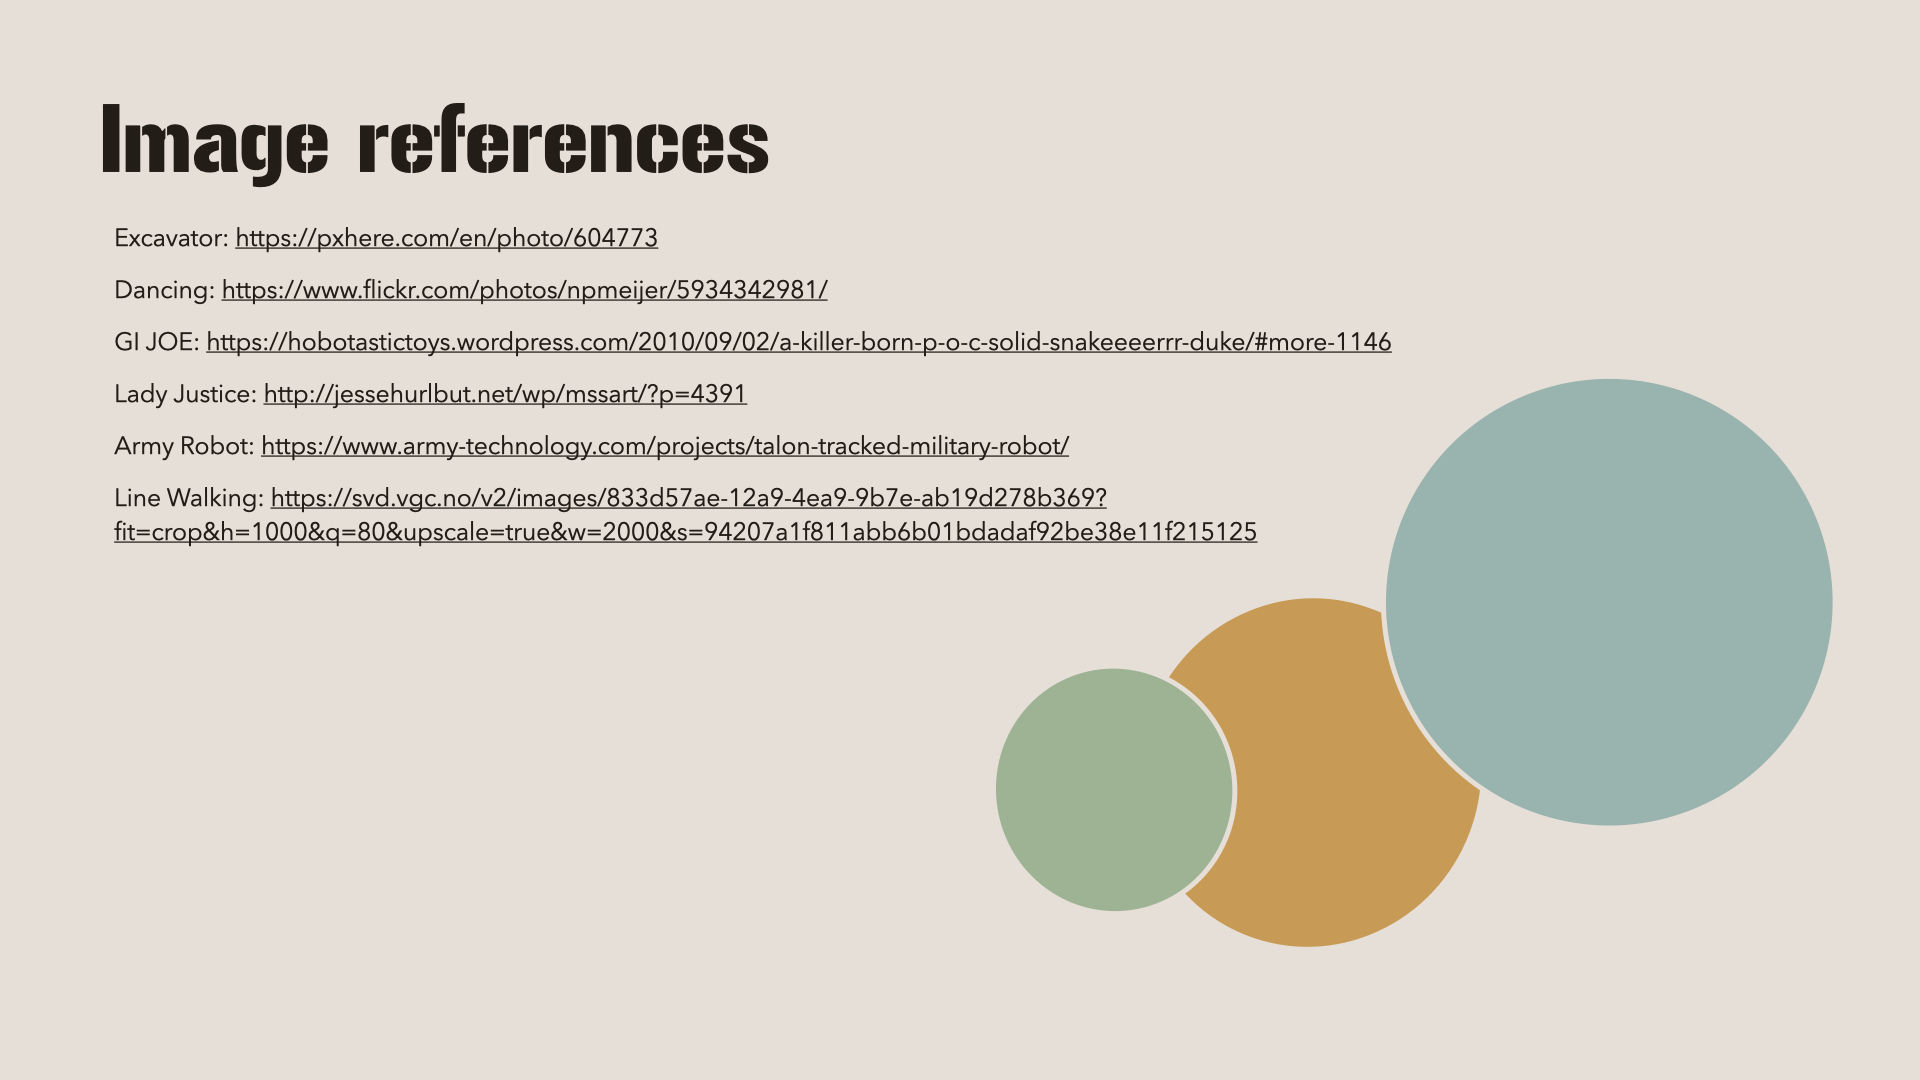 Image references
Excavator: https://pxhere.com/en/photo/604773
Dancing: https://www.flickr.com/photos/npmeijer/5934342981/
GI JOE: https://hobotastictoys.wordpress.com/2010/09/02/a-killer-born-p-o-c-solid-snakeeeerrr-duke/#more-1146
Lady Justice: http://jessehurlbut.net/wp/mssart/?p=4391
Army Robot: https://www.army-technology.com/projects/talon-tracked-military-robot/
Line Walking: https://svd.vgc.no/v2/images/833d57ae-12a9-4ea9-9b7e-ab19d278b369?
fit=crop&h=1000&q=80&upscale=true&w=2000&s=94207a1f811abb6b01bdadaf92be38e11f215125